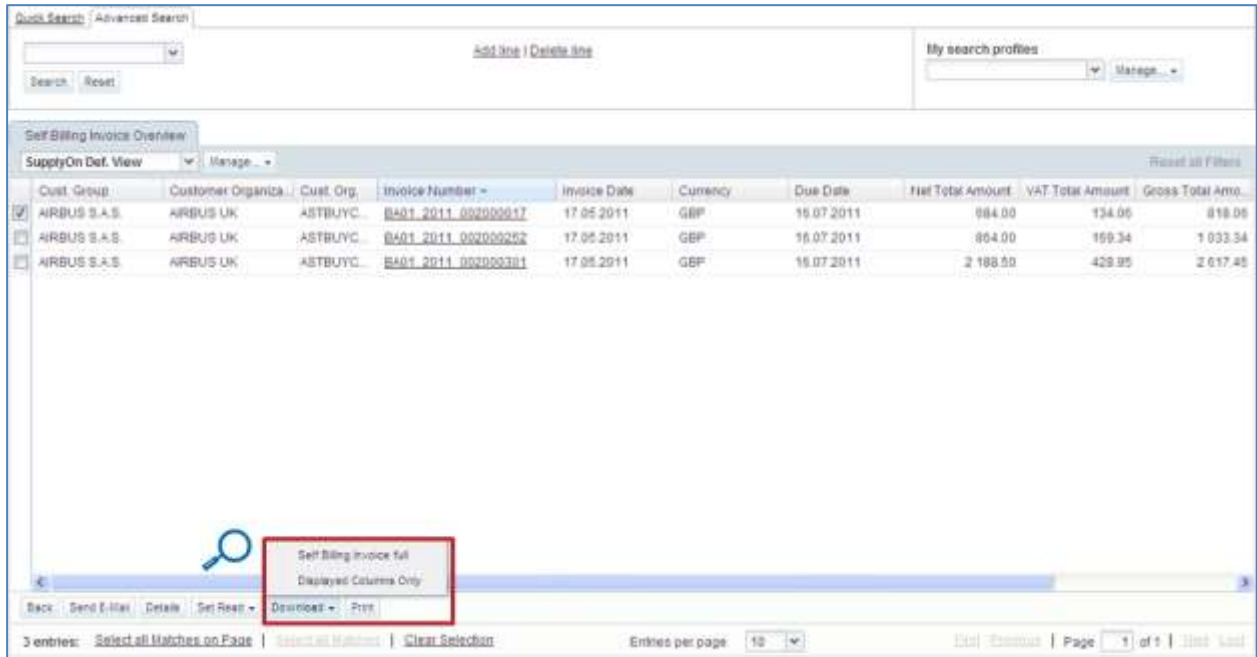 Quick Search Advanced Search
Add line | Delete line
My search profiles
Manage...
Search Reset
Self Billing Invoice Overview
SupplyOn Def. View Manage...
Reset all Filters
Cust. Group Customer Organiza... Cust. Org. Invoice Number Invoice Date Currency Due Date Net Total Amount VAT Total Amount Gross Total Amo...
AIRBUS S.A.S. AIRBUS UK ASTBUYC... BA01_2011_002000017 17.05.2011 GBP 16.07.2011 684.00 134.06 818.06
AIRBUS S.A.S. AIRBUS UK ASTBUYC... BA01_2011_002000252 17.05.2011 GBP 16.07.2011 864.00 169.34 1 033.34
AIRBUS S.A.S. AIRBUS UK ASTBUYC... BA01_2011_002000301 17.05.2011 GBP 16.07.2011 2 188.50 428.95 2 617.45
Self Billing Invoice full
Displayed Columns Only
Back Send E-Mail Details Set Read Download Print
3 entries: Select all Matches on Page | Select all Matches | Clear Selection Entries per page 10 First Previous | Page 1 of 1 | Next Last